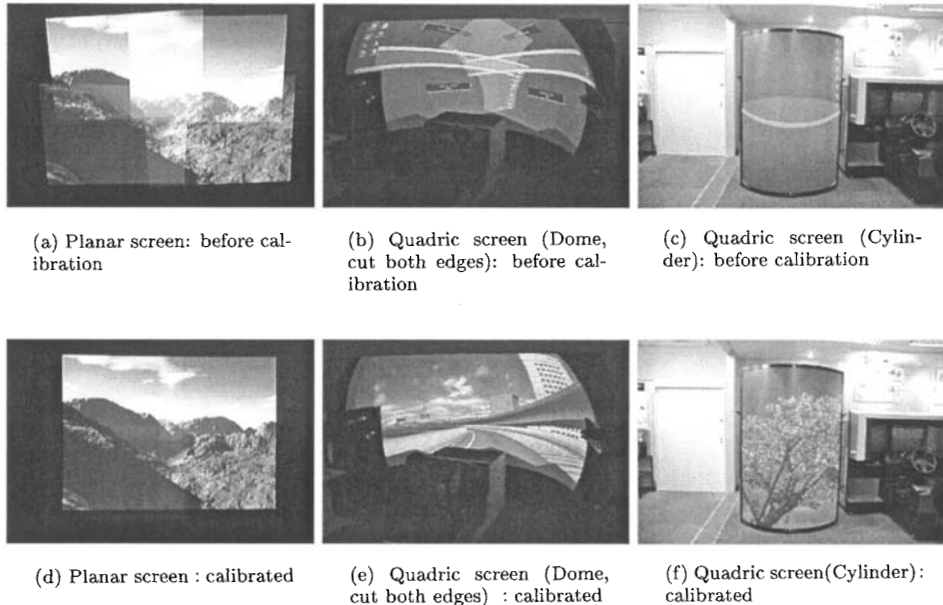 (a) Planar screen: before cal-
ibration
(b) Quadric screen (Dome,
cut both edges): before cal-
ibration
(c) Quadric screen (Cylin-
der): before calibration
(d) Planar screen : calibrated
(e) Quadric screen (Dome,
cut both edges) : calibrated
(f) Quadric screen(Cylinder):
calibrated